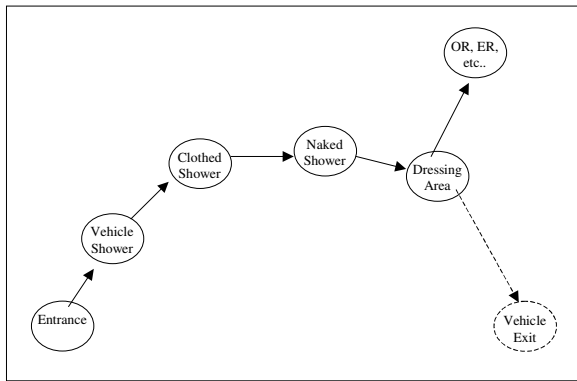 OR, ER,
etc..
Naked
Shower
Clothed
Shower
Dressing
Area
Vehicle
Shower
Entrance
Vehicle
Exit